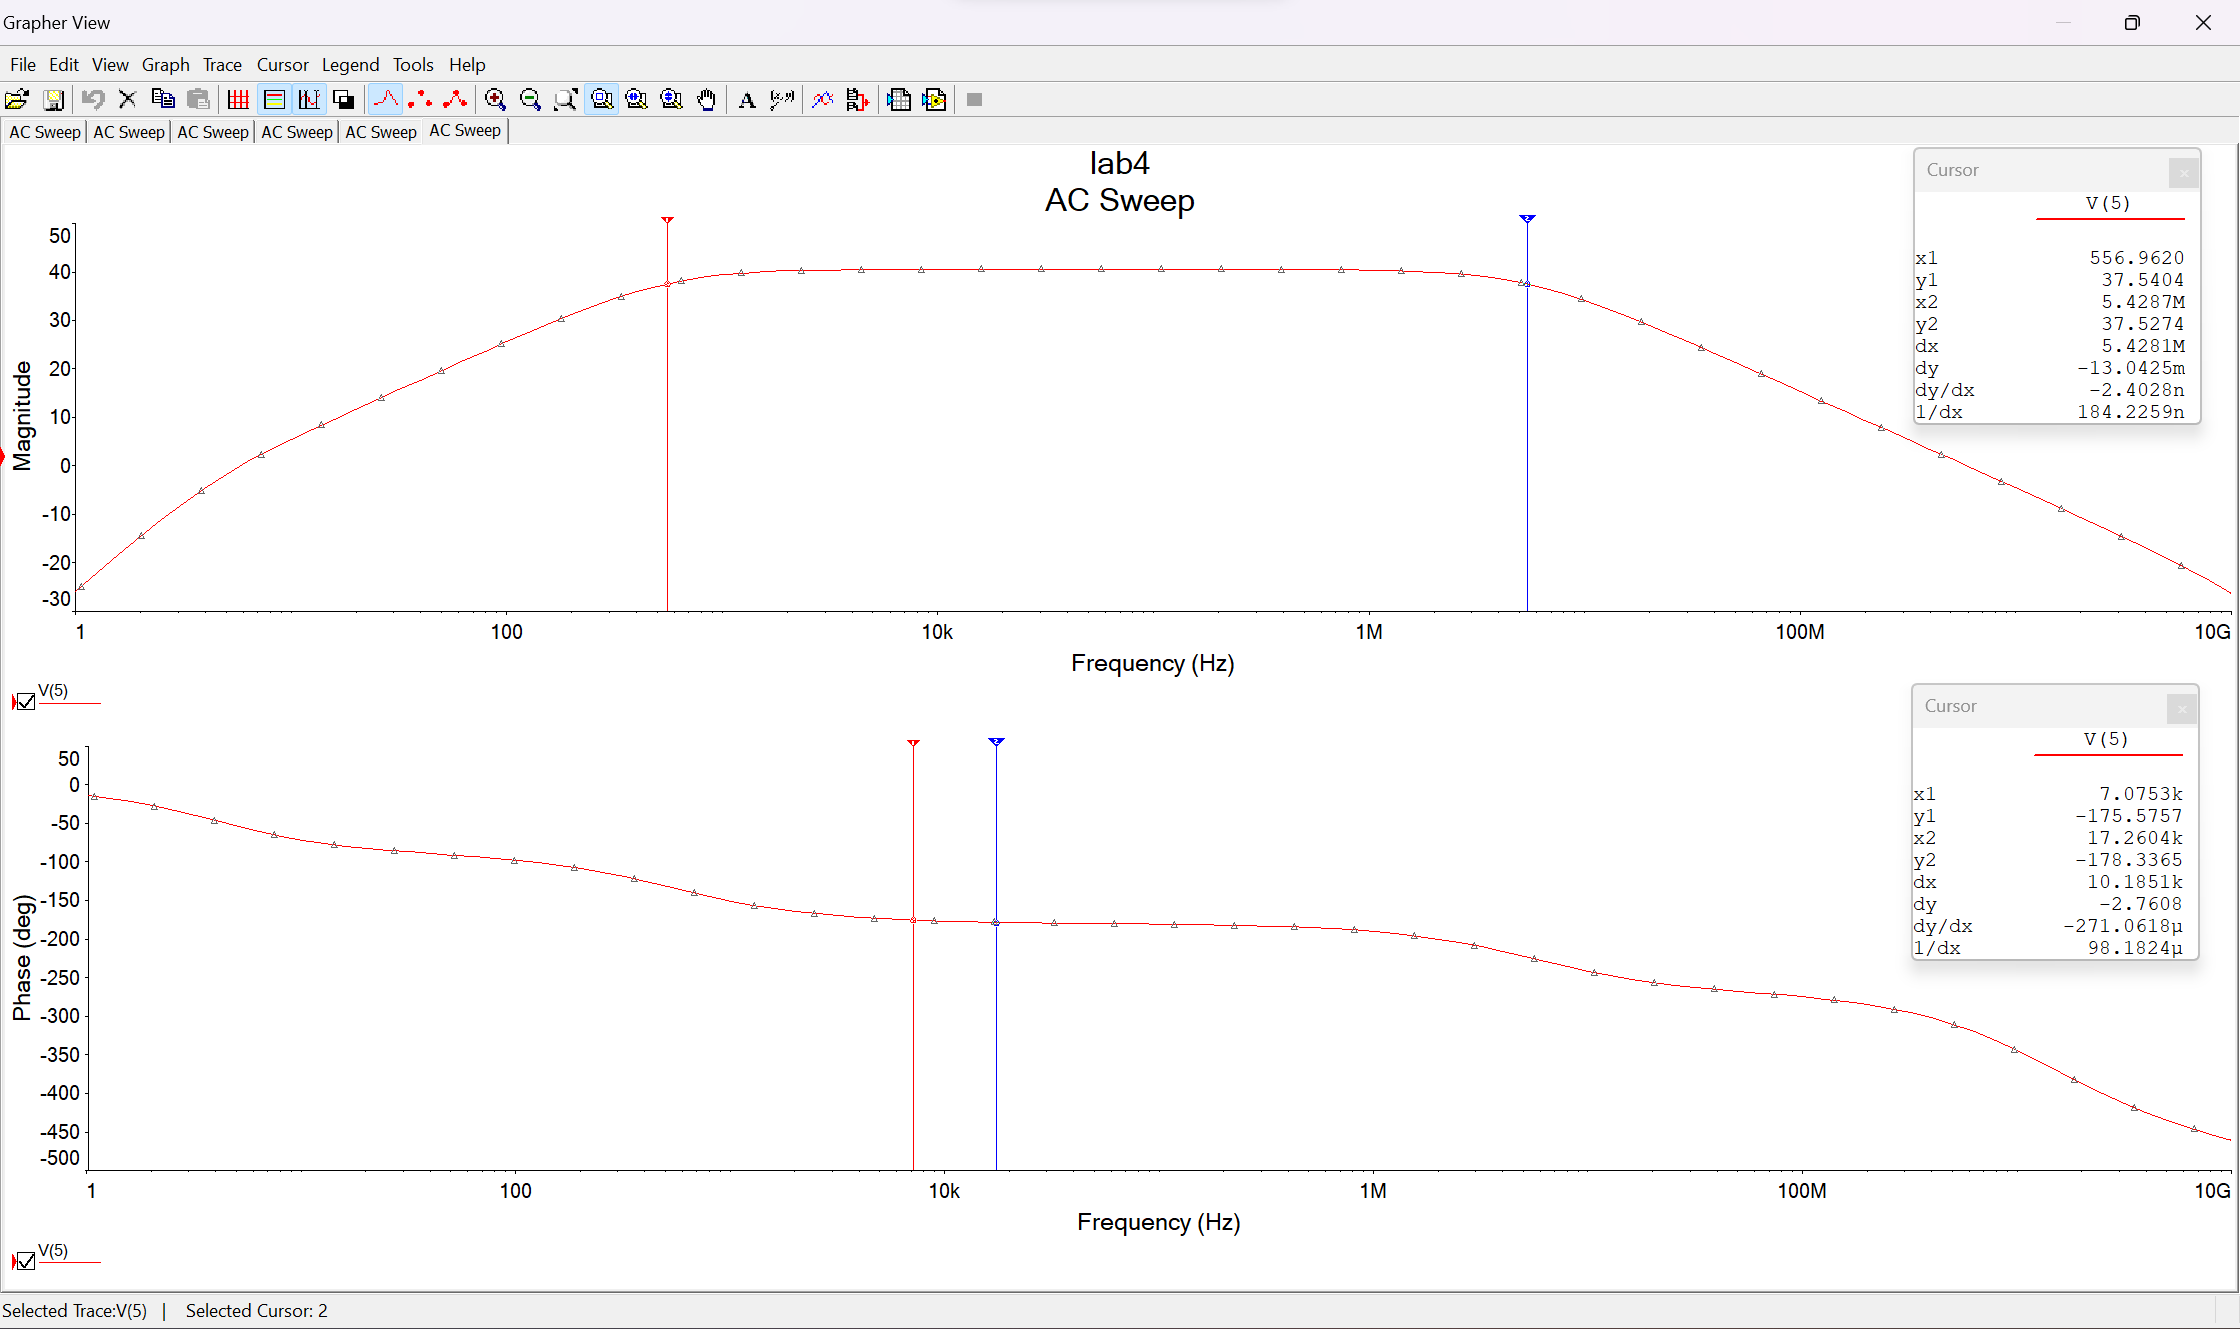 Grapher View
File Edit View Graph Trace Cursor Legend Tools Help
AC Sweep AC Sweep AC Sweep AC Sweep AC Sweep AC Sweep
lab4
AC Sweep
Magnitude
50
40
30
20
10
0
-10
-20
-30
1 100 10k 1M 100M 10G
Frequency (Hz)
V(5)
Cursor
V(5)
x1 556.9620
y1 37.5404
x2 5.4287M
y2 37.5274
dx 5.4281M
dy -13.0425m
dy/dx -2.4028n
1/dx 184.2259n
Phase (deg)
50
0
-50
-100
-150
-200
-250
-300
-350
-400
-450
-500
1 100 10k 1M 100M 10G
Frequency (Hz)
V(5)
Cursor
V(5)
x1 7.0753k
y1 -175.5757
x2 17.2604k
y2 -178.3365
dx 10.1851k
dy -2.7608
dy/dx -271.0618µ
1/dx 98.1824µ
Selected Trace:V(5) | Selected Cursor: 2